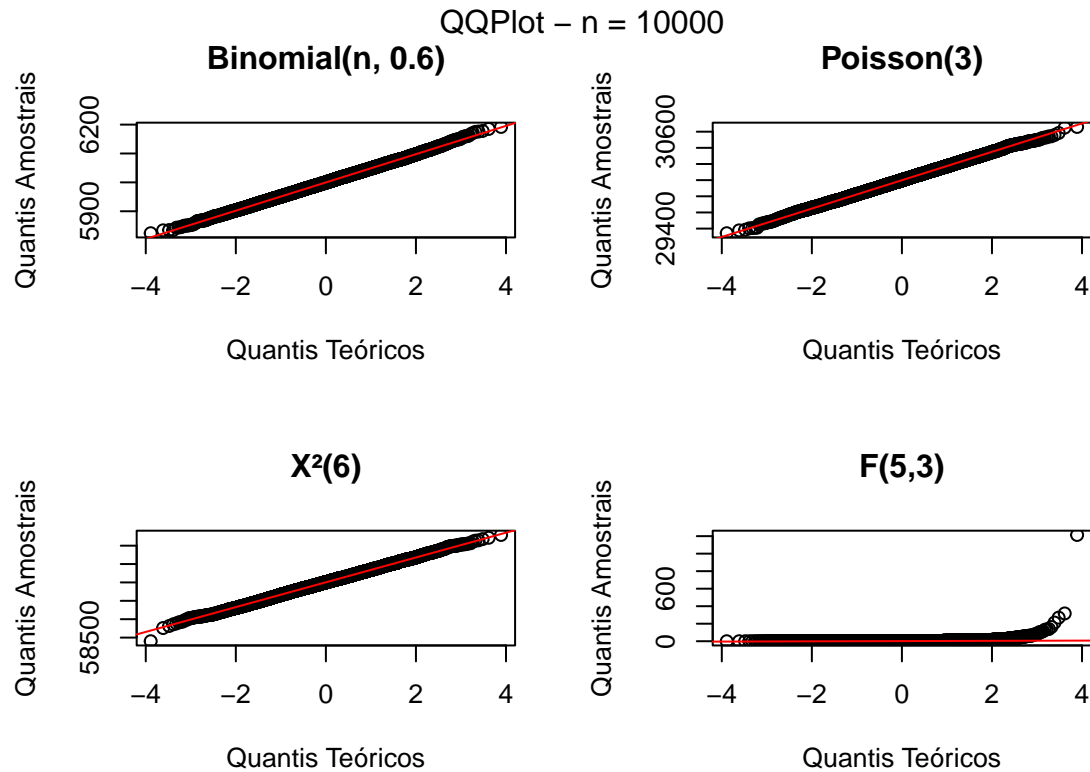 QQPlot − n = 10000
Binomial(n, 0.6)
Quantis Amostrais
5900 6200
−4 −2 0 2 4
Quantis Teóricos
Poisson(3)
Quantis Amostrais
29400 30600
−4 −2 0 2 4
Quantis Teóricos
X²(6)
Quantis Amostrais
58500
−4 −2 0 2 4
Quantis Teóricos
F(5,3)
Quantis Amostrais
0 600
−4 −2 0 2 4
Quantis Teóricos